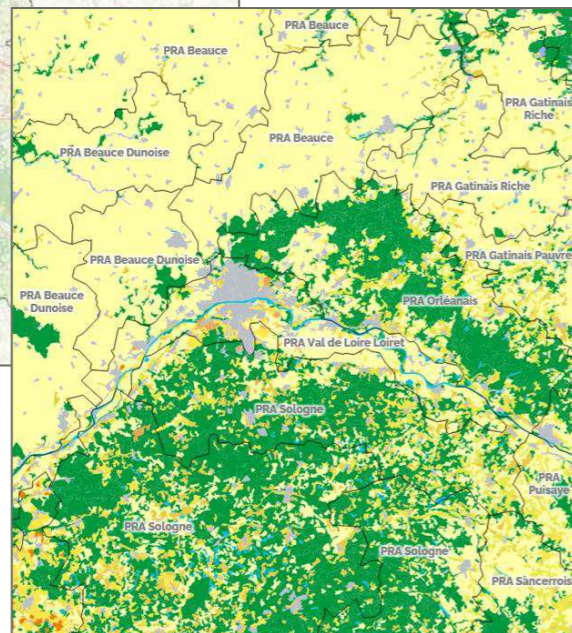 PRA Beauce
PRA Beauce
PRA Gatinais
Riche
PRA Beauce
PRA Beauce Dunoise
PRA Gatinais Riche
PRA Beauce Dunoise
PRA Gatinais Pauvre
PRA Beauce
Dunoise
PRA Orléanais
PRA Val de Loire Loiret
PRA Sologne
PRA
Puisaye
PRA Sologne
PRA Sologne
PRA Sancerrois